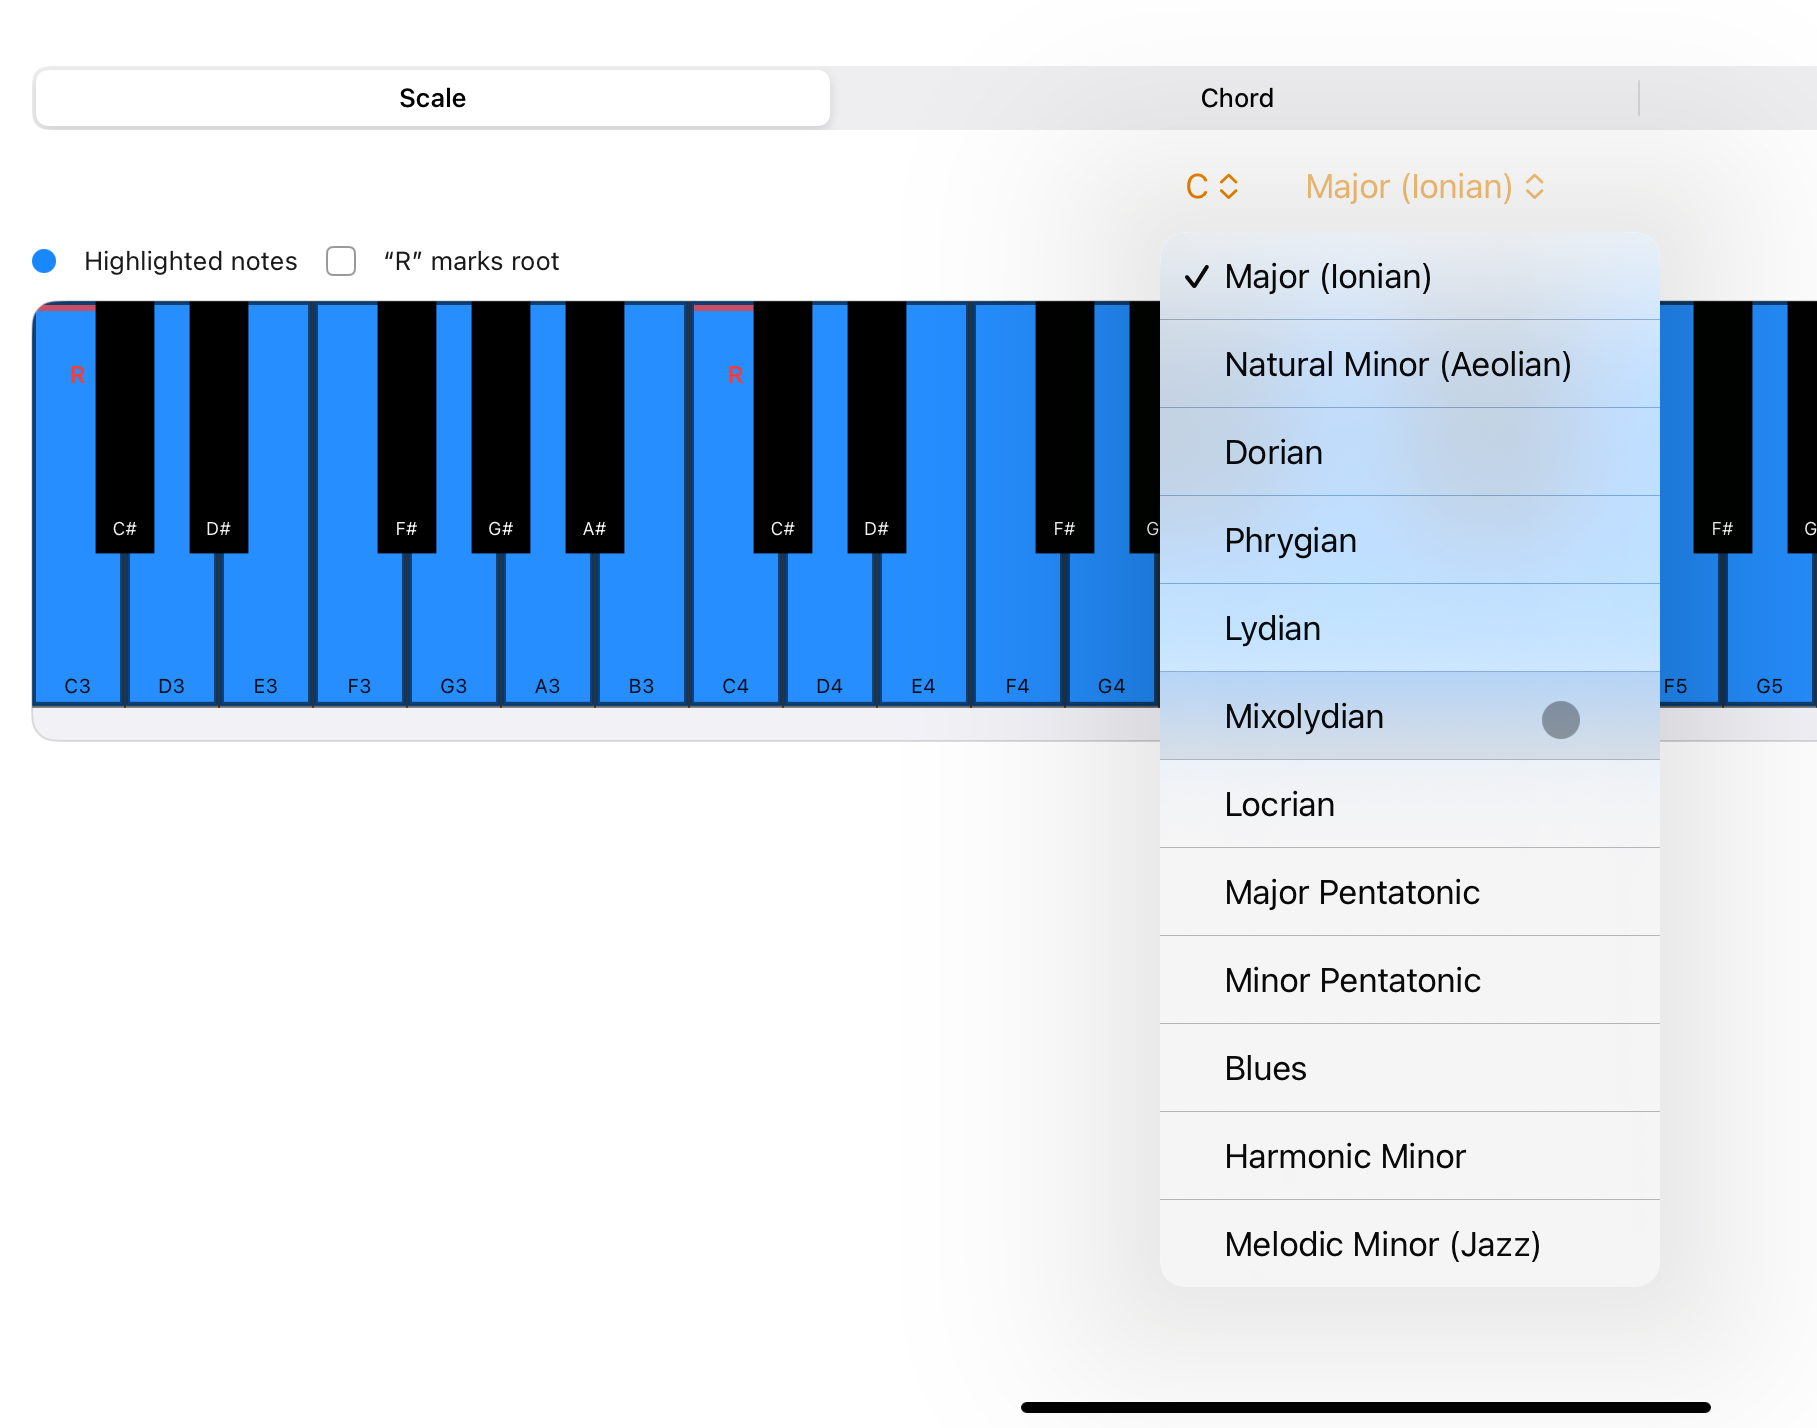 Scale
Chord
C
Major (Ionian)
Highlighted notes
“R” marks root
✓ Major (Ionian)
Natural Minor (Aeolian)
Dorian
Phrygian
Lydian
Mixolydian
Locrian
Major Pentatonic
Minor Pentatonic
Blues
Harmonic Minor
Melodic Minor (Jazz)
R R
C# D# F# G# A# C# D# F# G F# G
C3 D3 E3 F3 G3 A3 B3 C4 D4 E4 F4 G4 F5 G5